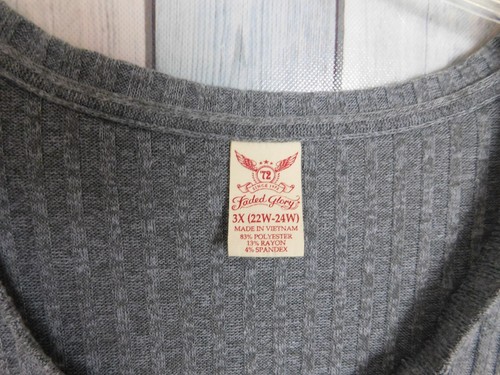 72
SINCE 1972
Faded Glory
3X (22W-24W)
MADE IN VIETNAM
83% POLYESTER
13% RAYON
4% SPANDEX